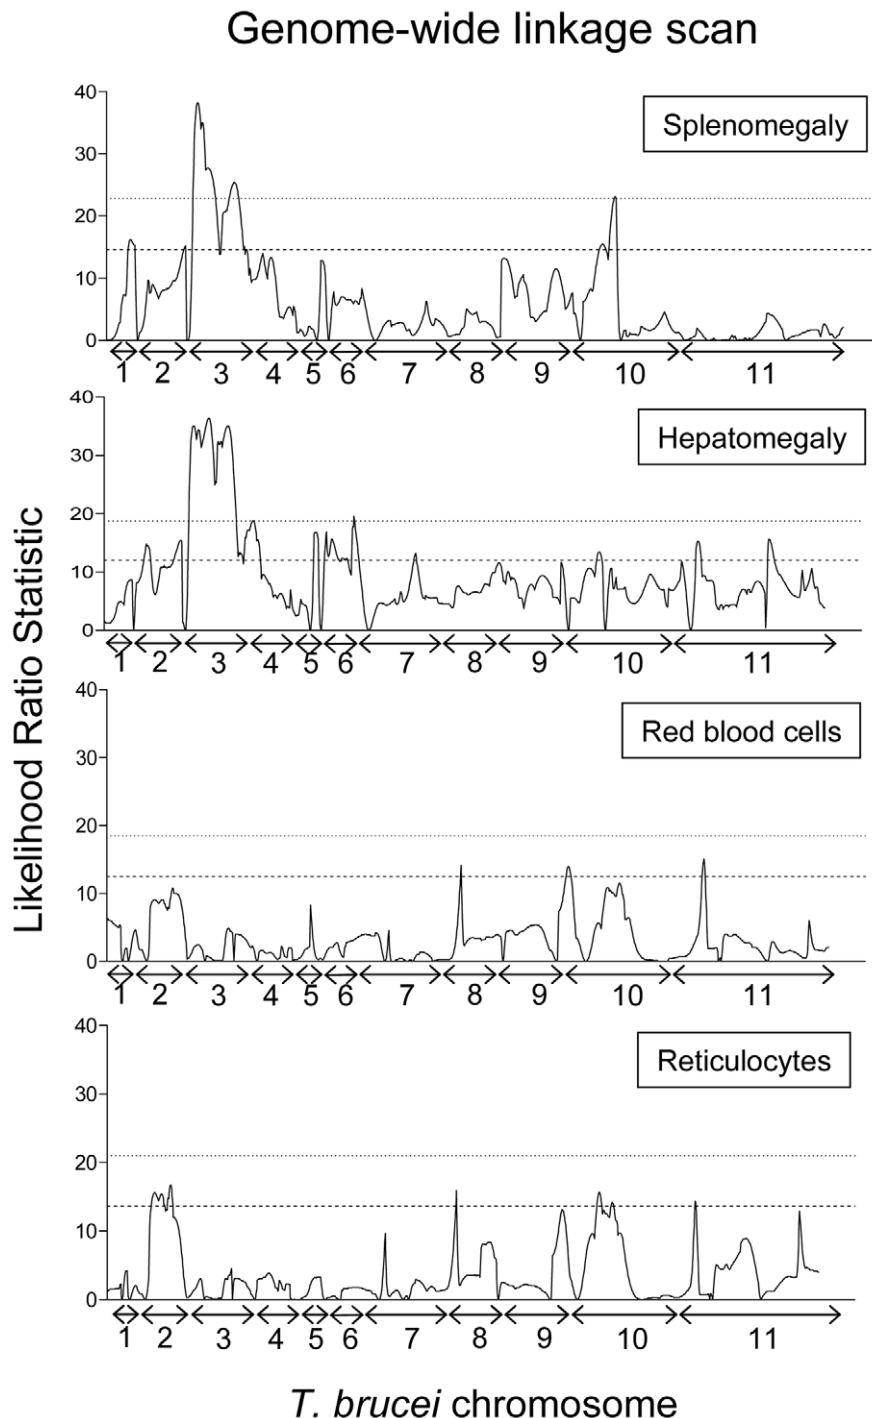 Genome-wide linkage scan
Likelihood Ratio Statistic
Splenomegaly
40
30
20
10
0
1 2 3 4 5 6 7 8 9 10 11
Hepatomegaly
40
30
20
10
0
1 2 3 4 5 6 7 8 9 10 11
Red blood cells
40
30
20
10
0
1 2 3 4 5 6 7 8 9 10 11
Reticulocytes
40
30
20
10
0
1 2 3 4 5 6 7 8 9 10 11
T. brucei chromosome